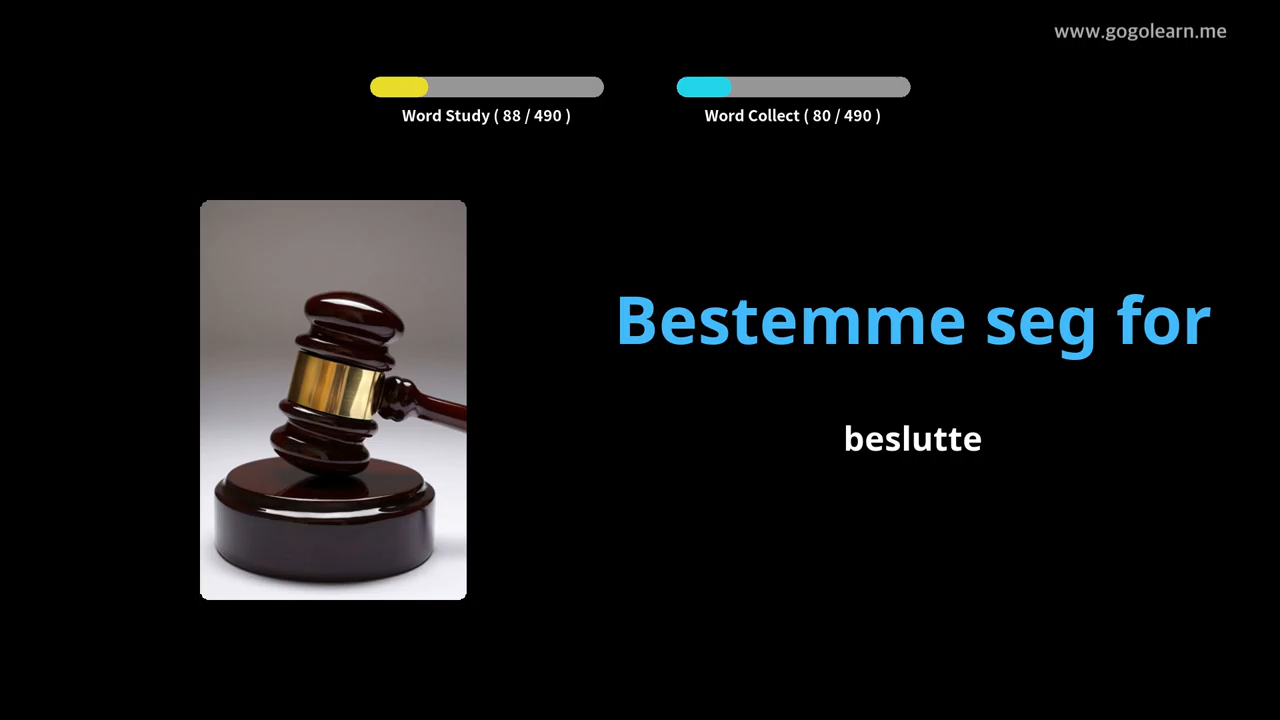 www.gogolearn.me
Word Study ( 88 / 490 )
Word Collect ( 80 / 490 )
Bestemme seg for
beslutte